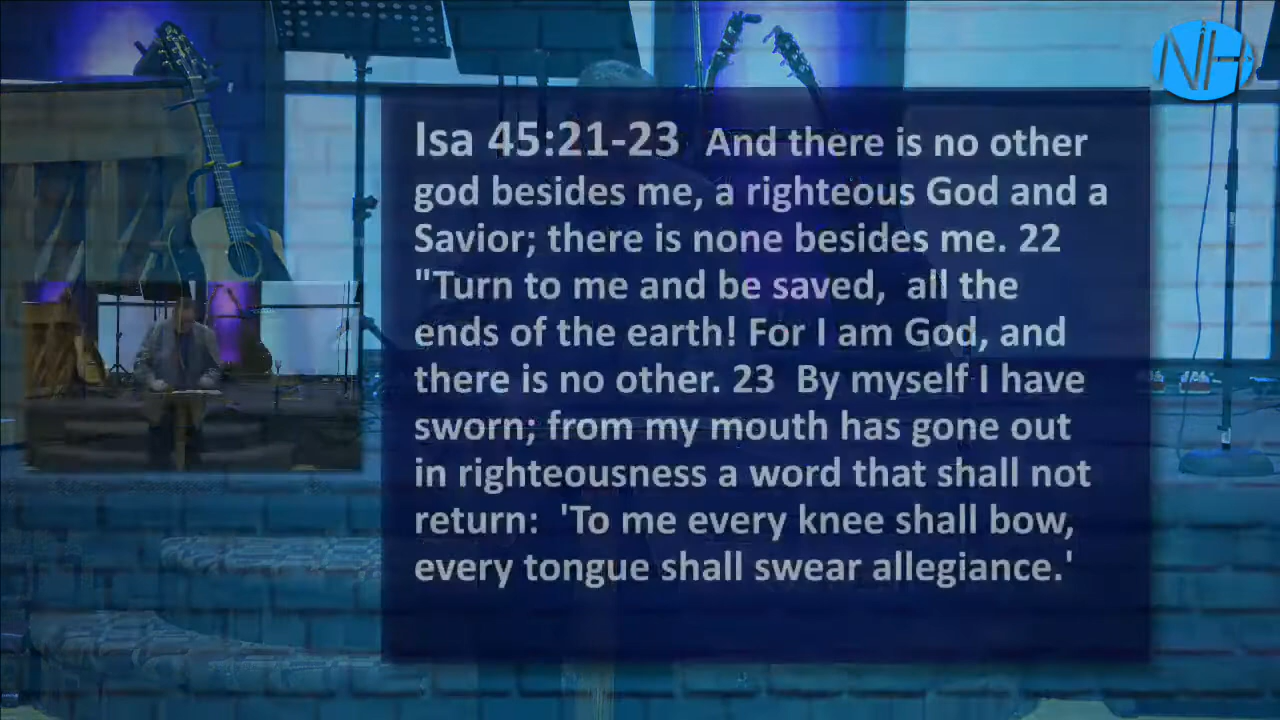 NH
Isa 45:21-23 And there is no other
god besides me, a righteous God and a
Savior; there is none besides me. 22
"Turn to me and be saved, all the
ends of the earth! For I am God, and
there is no other. 23 By myself I have
sworn; from my mouth has gone out
in righteousness a word that shall not
return: 'To me every knee shall bow,
every tongue shall swear allegiance.'